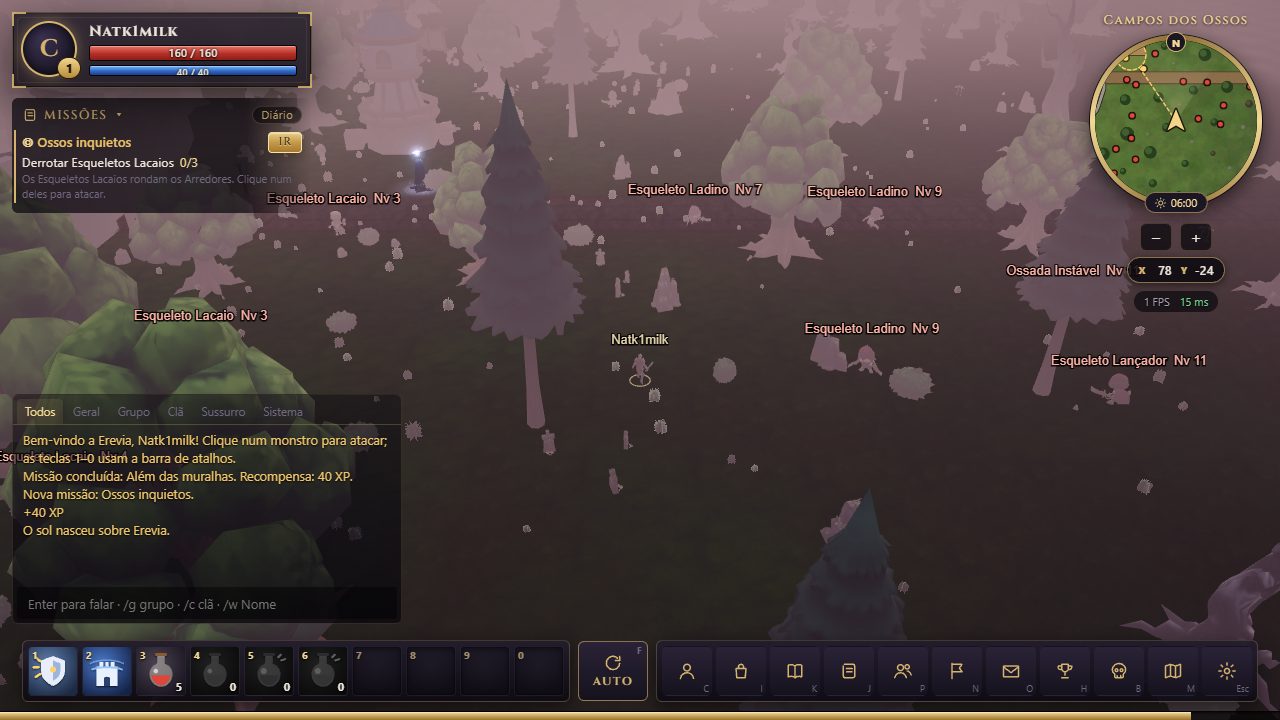 NATK1MILK
C
1
160 / 160
40 / 40
MISSÕES
Diário
Ossos inquietos
IR
Derrotar Esqueletos Lacaios 0/3
Os Esqueletos Lacaios rondam os Arredores. Clique num
deles para atacar.
CAMPOS DOS OSSOS
N
06:00
−
+
X 78 Y -24
1 FPS 15 ms
Esqueleto Lacaio Nv 3
Esqueleto Ladino Nv 7
Esqueleto Ladino Nv 9
Ossada Instável Nv
Esqueleto Lacaio Nv 3
Natk1milk
Esqueleto Ladino Nv 9
Esqueleto Lançador Nv 11
Todos Geral Grupo Clã Sussurro Sistema
Bem-vindo a Erevia, Natk1milk! Clique num monstro para atacar;
as teclas 1–0 usam a barra de atalhos.
Missão concluída: Além das muralhas. Recompensa: 40 XP.
Nova missão: Ossos inquietos.
+40 XP
O sol nasceu sobre Erevia.
Enter para falar · /g grupo · /c clã · /w Nome
1 2 3 4 5 6 7 8 9 0
5 0 0 0
F
AUTO
C I K J P N O H B M Esc